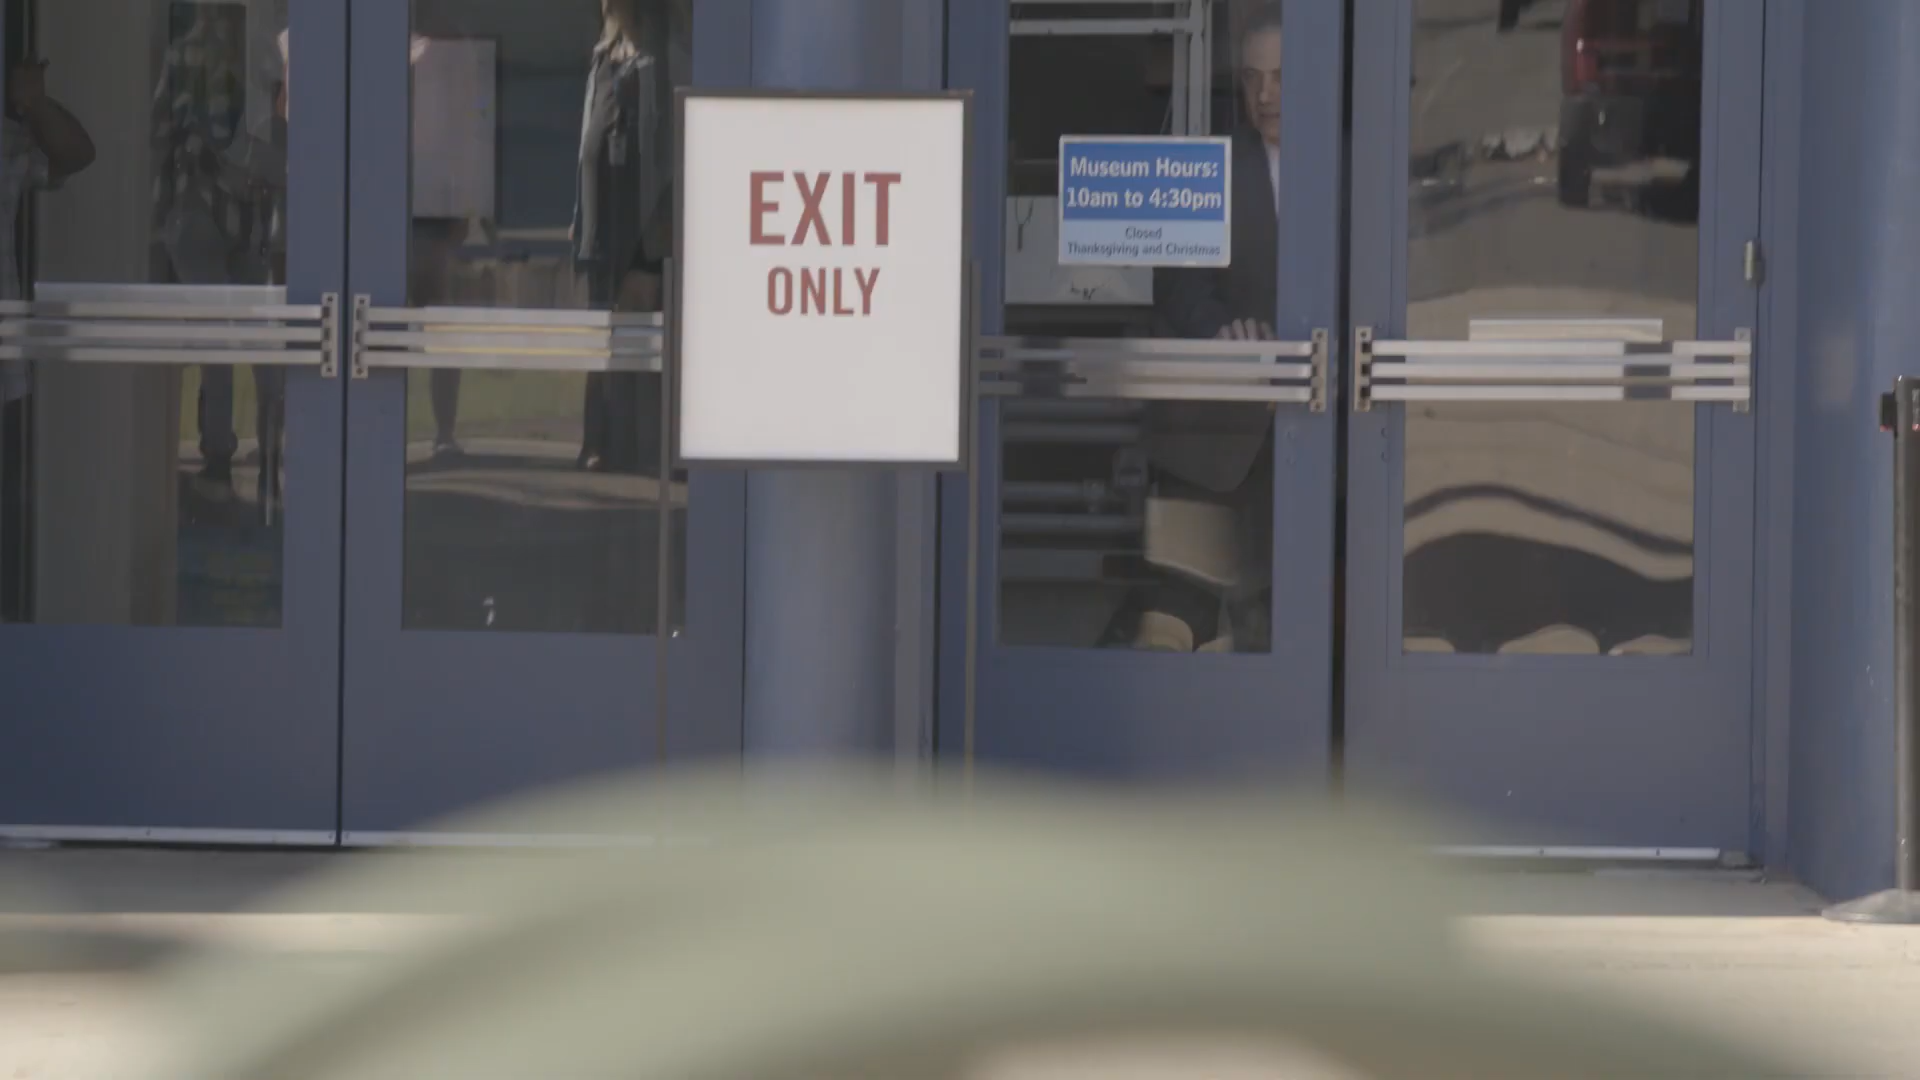 EXIT
ONLY
Museum Hours:
10am to 4:30pm
Closed
Thanksgiving and Christmas